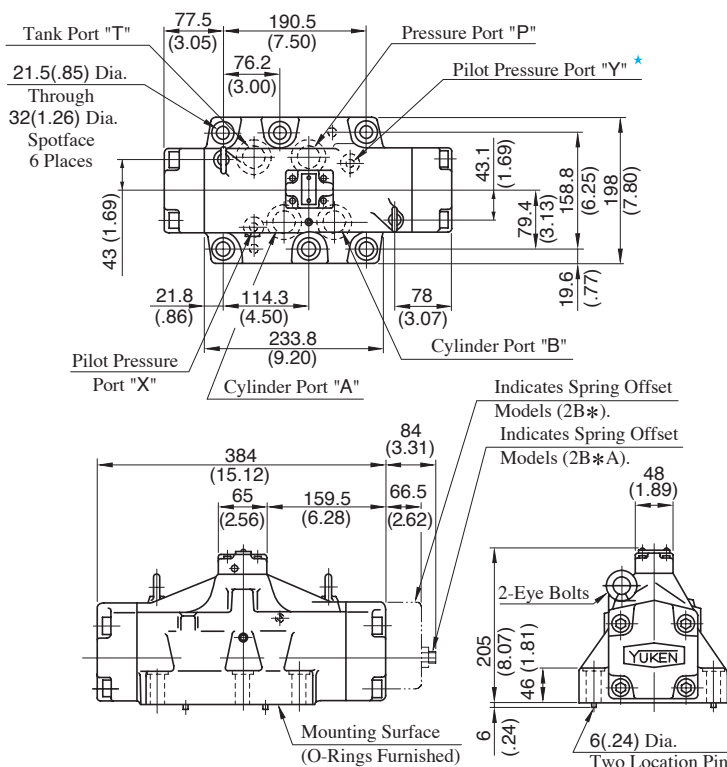 77.5
(3.05)
190.5
(7.50)
Tank Port "T"
Pressure Port "P"
76.2
(3.00)
Pilot Pressure Port "Y" ★
21.5(.85) Dia.
Through
32(1.26) Dia.
Spotface
6 Places
43 (1.69)
43.1
(1.69)
79.4
(3.13)
158.8
(6.25)
198
(7.80)
19.6
(.77)
21.8
(.86)
114.3
(4.50)
78
(3.07)
233.8
(9.20)
Pilot Pressure
Port "X"
Cylinder Port "A"
Cylinder Port "B"
Indicates Spring Offset
Models (2B*).
84
(3.31)
Indicates Spring Offset
Models (2B*A).
384
(15.12)
65
(2.56)
159.5
(6.28)
66.5
(2.62)
48
(1.89)
2-Eye Bolts
205
(8.07)
46 (1.81)
YUKEN
6
(.24)
Mounting Surface
(O-Rings Furnished)
6(.24) Dia.
Two Location Pin